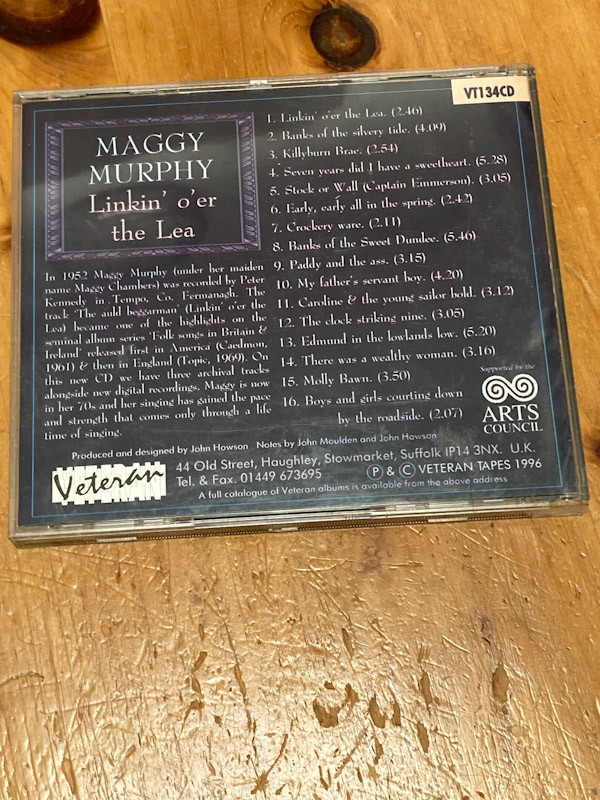 VT134CD
MAGGY
MURPHY
Linkin' o'er
the Lea
In 1952 Maggy Murphy (under her maiden
name Maggy Chambers) was recorded by Peter
Kennedy in Tempo, Co. Fermanagh. The
track 'The auld beggarman' (Linkin' o'er the
Lea) became one of the highlights on the
seminal album series 'Folk songs in Britain &
Ireland' released first in America (Caedmon,
1961) & then in England (Topic, 1969). On
this new CD we have three archival tracks
alongside new digital recordings. Maggy is now
in her 70s and her singing has gained the pace
and strength that comes only through a life
time of singing.
1. Linkin' o'er the Lea. (2.46)
2. Banks of the silvery tide. (4.09)
3. Killyburn Brae. (2.54)
4. Seven years did I have a sweetheart. (5.28)
5. Stock or Wall (Captain Emmerson). (3.05)
6. Early, early all in the spring. (2.42)
7. Crockery ware. (2.11)
8. Banks of the Sweet Dundee. (5.46)
9. Paddy and the ass. (3.15)
10. My father's servant boy. (4.20)
11. Caroline & the young sailor bold. (3.12)
12. The clock striking nine. (3.05)
13. Edmund in the lowlands low. (5.20)
14. There was a wealthy woman. (3.16)
15. Molly Bawn. (3.50)
16. Boys and girls courting down
by the roadside. (2.07)
Supported by the
ARTS
COUNCIL
Produced and designed by John Howson Notes by John Moulden and John Howson
Veteran
44 Old Street, Haughley, Stowmarket, Suffolk IP14 3NX. U.K.
Tel. & Fax. 01449 673695 Ⓟ & © VETERAN TAPES 1996
A full catalogue of Veteran albums is available from the above address